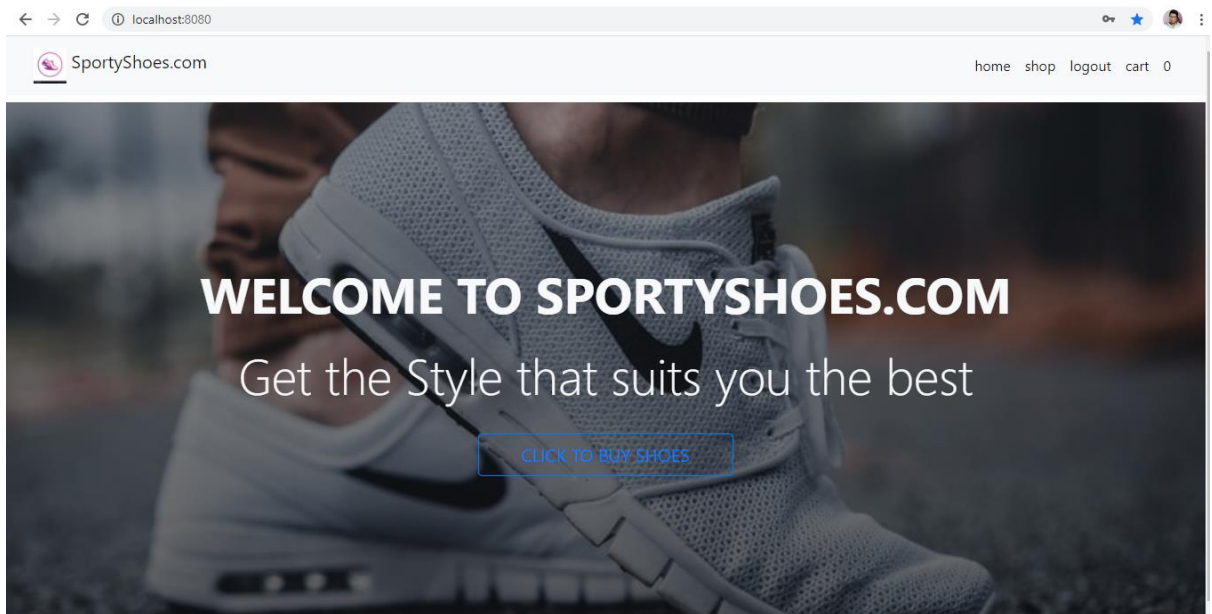 localhost:8080
SportyShoes.com
home shop logout cart 0
WELCOME TO SPORTYSHOES.COM
Get the Style that suits you the best
CLICK TO BUY SHOES